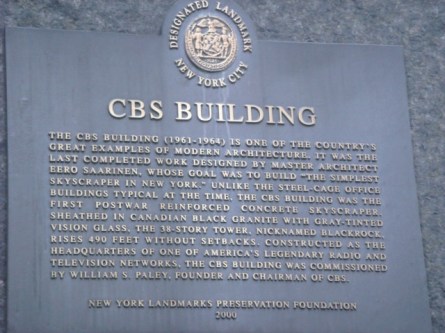 DESIGNATED LANDMARK
NEW YORK CITY
CBS BUILDING
THE CBS BUILDING (1961-1964) IS ONE OF THE COUNTRY'S
GREAT EXAMPLES OF MODERN ARCHITECTURE. IT WAS THE
LAST COMPLETED WORK DESIGNED BY MASTER ARCHITECT
EERO SAARINEN, WHOSE GOAL WAS TO BUILD "THE SIMPLEST
SKYSCRAPER IN NEW YORK." UNLIKE THE STEEL-CAGE OFFICE
BUILDINGS TYPICAL AT THE TIME, THE CBS BUILDING WAS THE
FIRST POSTWAR REINFORCED CONCRETE SKYSCRAPER.
SHEATHED IN CANADIAN BLACK GRANITE WITH GRAY-TINTED
VISION GLASS, THE 38-STORY TOWER, NICKNAMED BLACKROCK,
RISES 490 FEET WITHOUT SETBACKS. CONSTRUCTED AS THE
HEADQUARTERS OF ONE OF AMERICA'S LEGENDARY RADIO AND
TELEVISION NETWORKS, THE CBS BUILDING WAS COMMISSIONED
BY WILLIAM S. PALEY, FOUNDER AND CHAIRMAN OF CBS.
NEW YORK LANDMARKS PRESERVATION FOUNDATION
2000